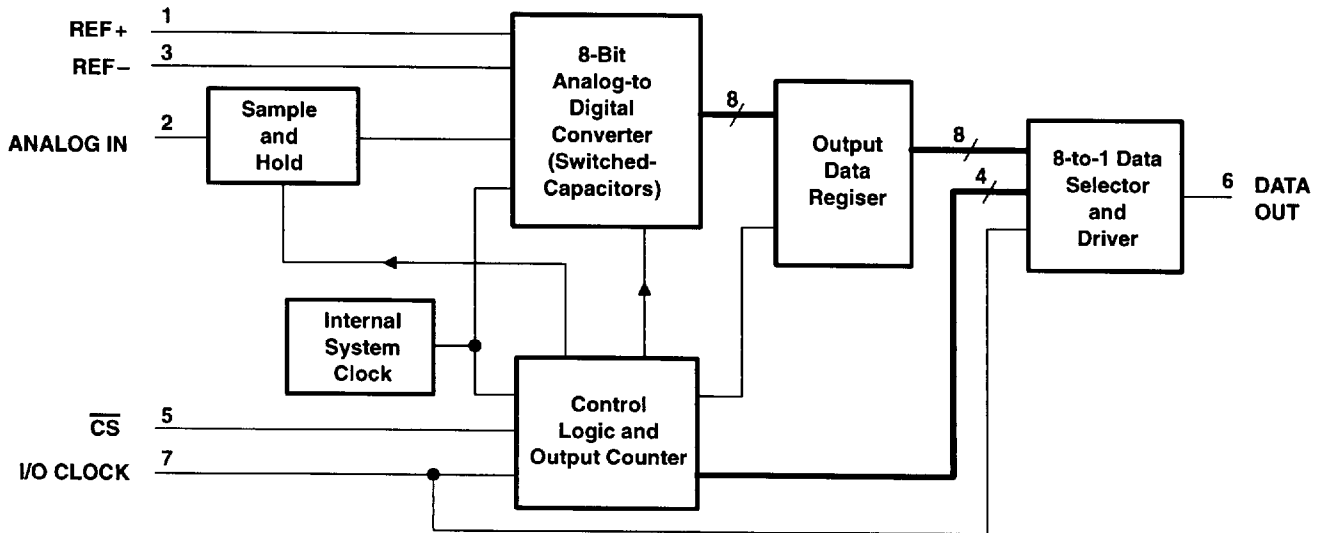 REF+ 1
REF− 3
ANALOG IN 2
Sample
and
Hold
8-Bit
Analog-to
Digital
Converter
(Switched-
Capacitors)
8
Output
Data
Regiser
8
4
8-to-1 Data
Selector
and
Driver
6 DATA
OUT
Internal
System
Clock
Control
Logic and
Output Counter
CS 5
I/O CLOCK 7